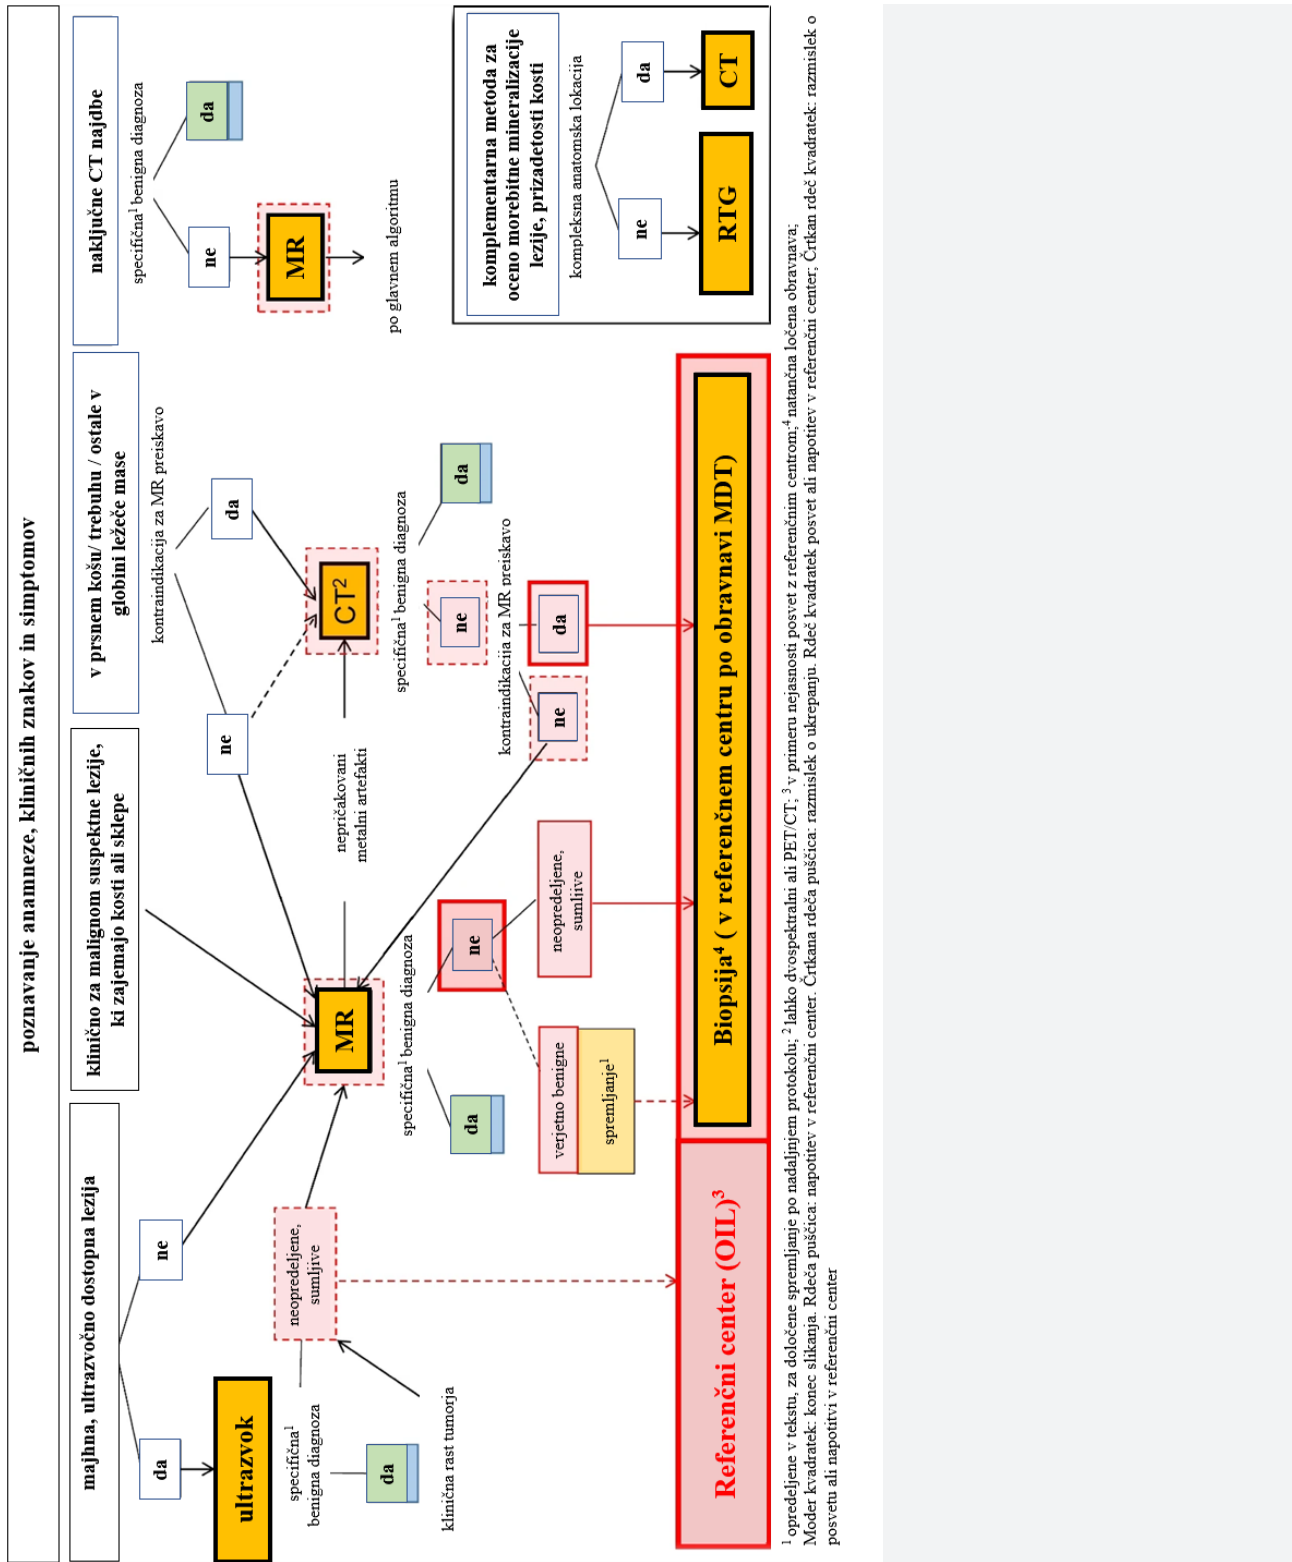 poznavanje anamneze, kliničnih znakov in simptomov
majhna, ultrazvočno dostopna lezija
da
ne
ultrazvok
specifična¹
benigna diagnoza
da
klinična rast tumorja
neopredeljene,
sumljive
klinično za malignom suspektne lezije,
ki zajemajo kosti ali sklepe
MR
nepričakovani
metalni artefakti
specifična¹ benigna diagnoza
da
ne
verjetno benigne
spremljanje¹
neopredeljene,
sumljive
v prsnem košu/ trebuhu / ostale v
globini ležeče mase
kontraindikacija za MR preiskavo
ne
da
CT²
specifična¹ benigna diagnoza
ne
da
kontraindikacija za MR preiskavo
ne
da
naključne CT najdbe
specifična¹ benigna diagnoza
ne
da
MR
po glavnem algoritmu
komplementarna metoda za
oceno morebitne mineralizacije
lezije, prizadetosti kosti
kompleksna anatomska lokacija
ne
da
RTG
CT
Referenčni center (OIL)³
Biopsija⁴ ( v referenčnem centru po obravnavi MDT)
¹ opredeljene v tekstu, za določene spremljanje po nadaljnjem protokolu; ² lahko dvospektralni ali PET/CT; ³ v primeru nejasnosti posvet z referenčnim centrom;⁴ natančna ločena obravnava;
Moder kvadratek: konec slikanja. Rdeča puščica: napotitev v referenčni center. Črtkana rdeča puščica: razmislek o ukrepanju. Rdeč kvadratek posvet ali napotitev v referenčni center; Črtkan rdeč kvadratek: razmislek o
posvetu ali napotitvi v referenčni center